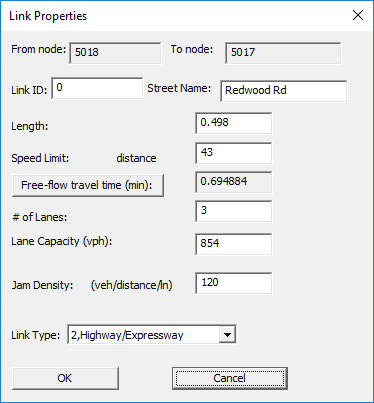 Link Properties
From node: 5018 To node: 5017
Link ID: 0 Street Name: Redwood Rd
Length: 0.498
Speed Limit: distance 43
Free-flow travel time (min): 0.694884
# of Lanes: 3
Lane Capacity (vph): 854
Jam Density: (veh/distance/ln) 120
Link Type: 2,Highway/Expressway
OK Cancel